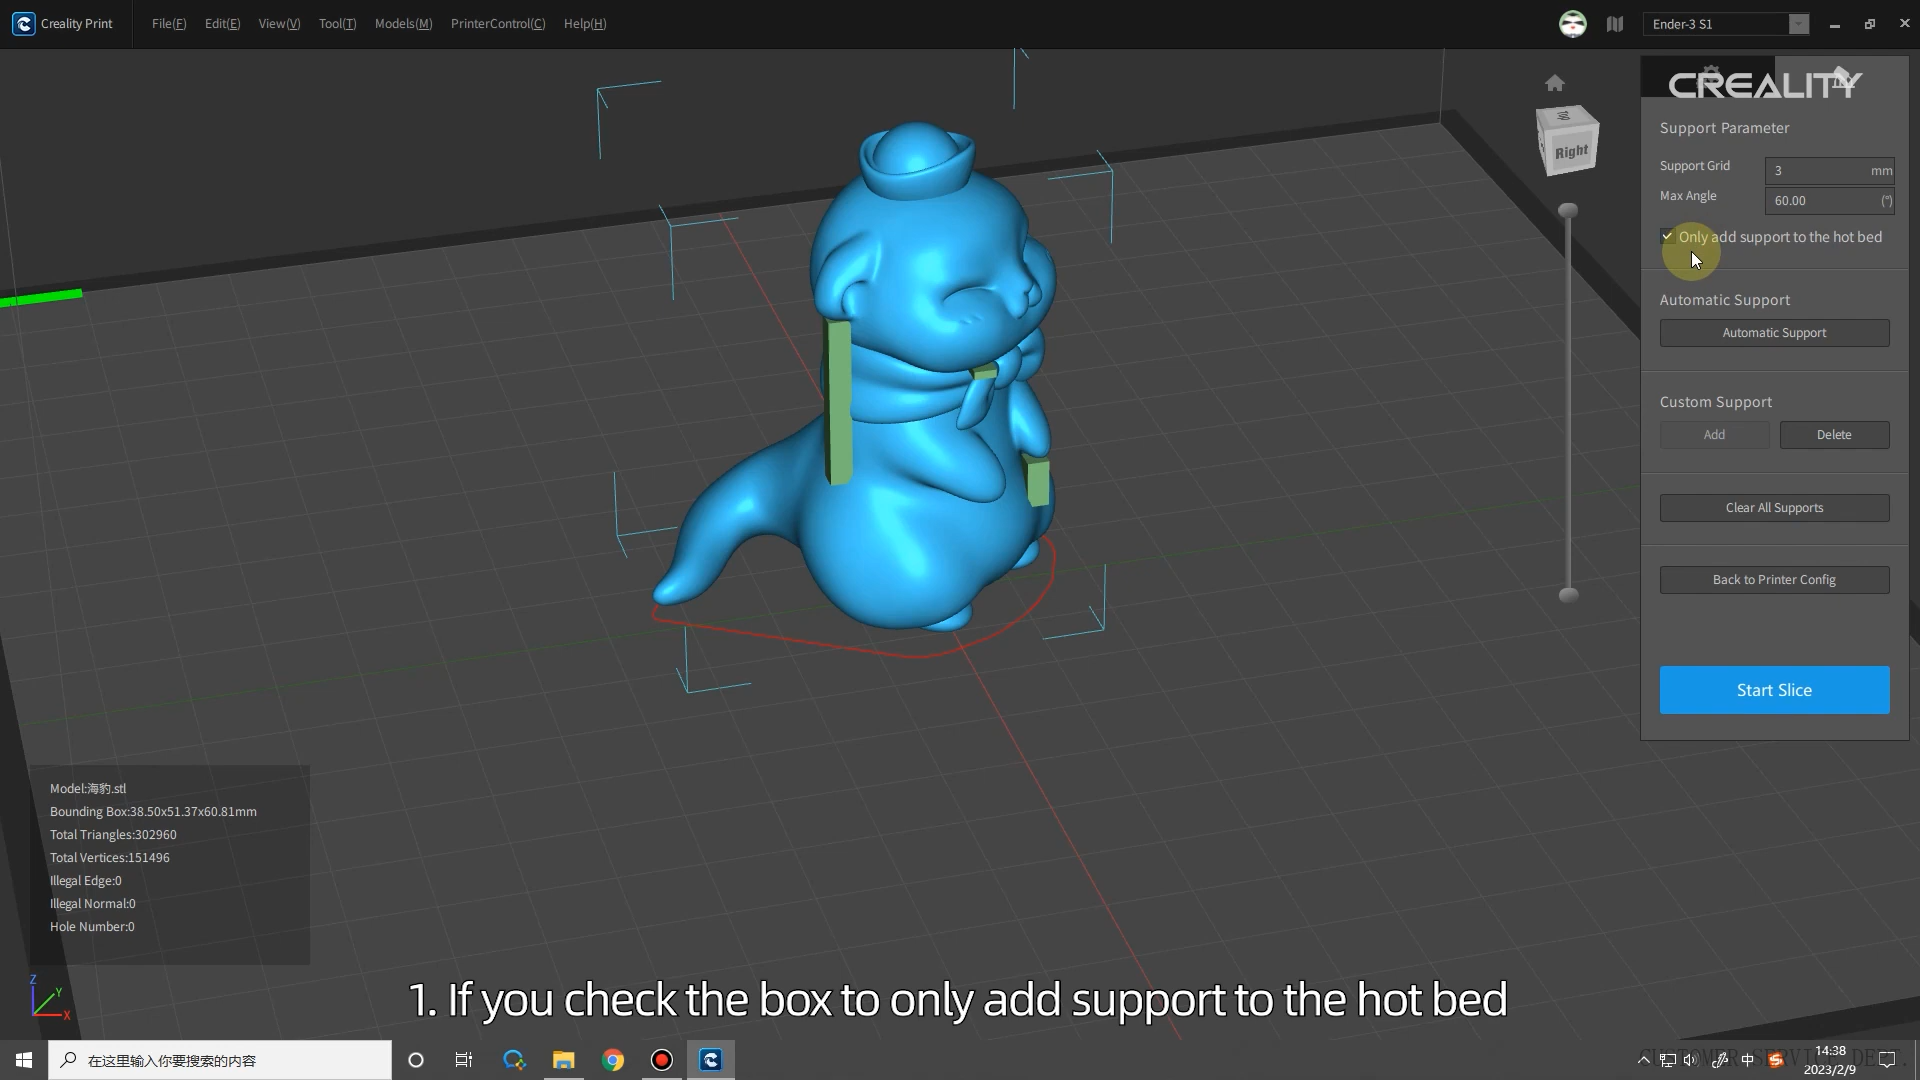 Creality Print
File(F) Edit(E) View(V) Tool(T) Models(M) PrinterControl(C) Help(H)
Ender-3 S1
CREALITY
Support Parameter
Support Grid 3 mm
Max Angle 60.00 (°)
Only add support to the hot bed
Automatic Support
Automatic Support
Custom Support
Add Delete
Clear All Supports
Back to Printer Config
Start Slice
Right
Model:海豹.stl
Bounding Box:38.50x51.37x60.81mm
Total Triangles:302960
Total Vertices:151496
Illegal Edge:0
Illegal Normal:0
Hole Number:0
Z
Y
X
1. If you check the box to only add support to the hot bed
在这里输入你要搜索的内容
中
CUSTOMER SERVICE DEPT.
14:38
2023/2/9